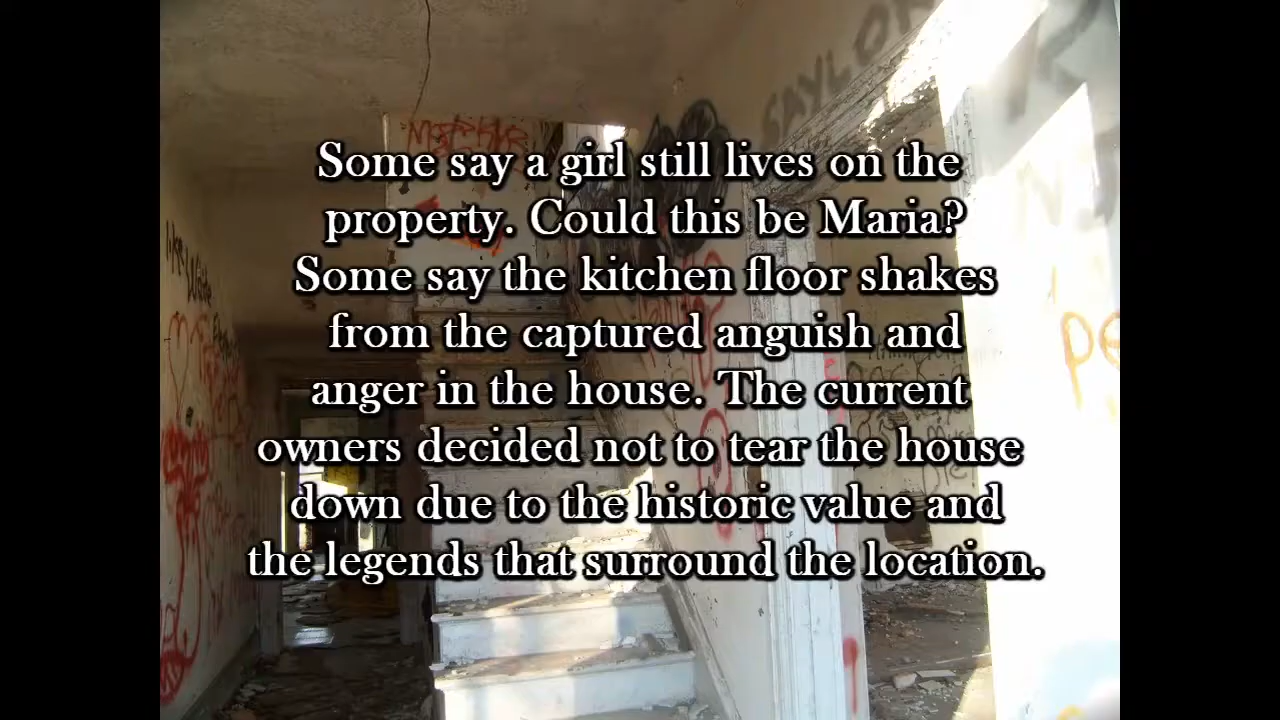 SAYLOR
Some say a girl still lives on the
property. Could this be Maria?
Some say the kitchen floor shakes
from the captured anguish and
anger in the house. The current
owners decided not to tear the house
down due to the historic value and
the legends that surround the location.